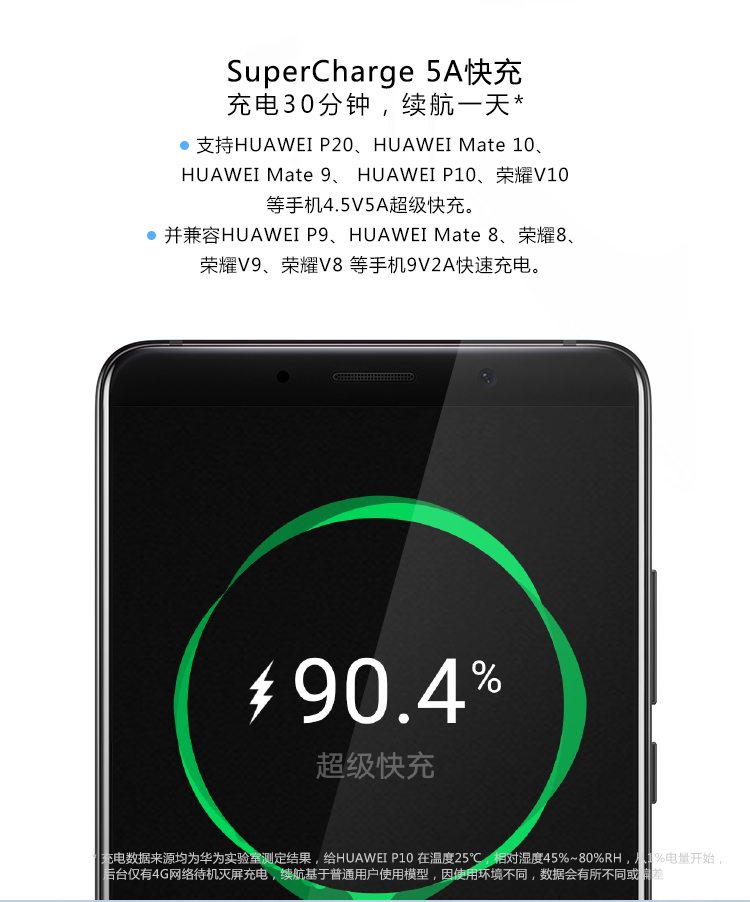 SuperCharge 5A快充
充电30分钟，续航一天*
支持HUAWEI P20、HUAWEI Mate 10、
HUAWEI Mate 9、 HUAWEI P10、荣耀V10
等手机4.5V5A超级快充。
并兼容HUAWEI P9、HUAWEI Mate 8、荣耀8、
荣耀V9、荣耀V8 等手机9V2A快速充电。
90.4%
超级快充
* 充电数据来源均为华为实验室测定结果，给HUAWEI P10 在温度25℃，相对湿度45%~80%RH，从1%电量开始，
后台仅有4G网络待机灭屏充电，续航基于普通用户使用模型，因使用环境不同，数据会有所不同或偏差